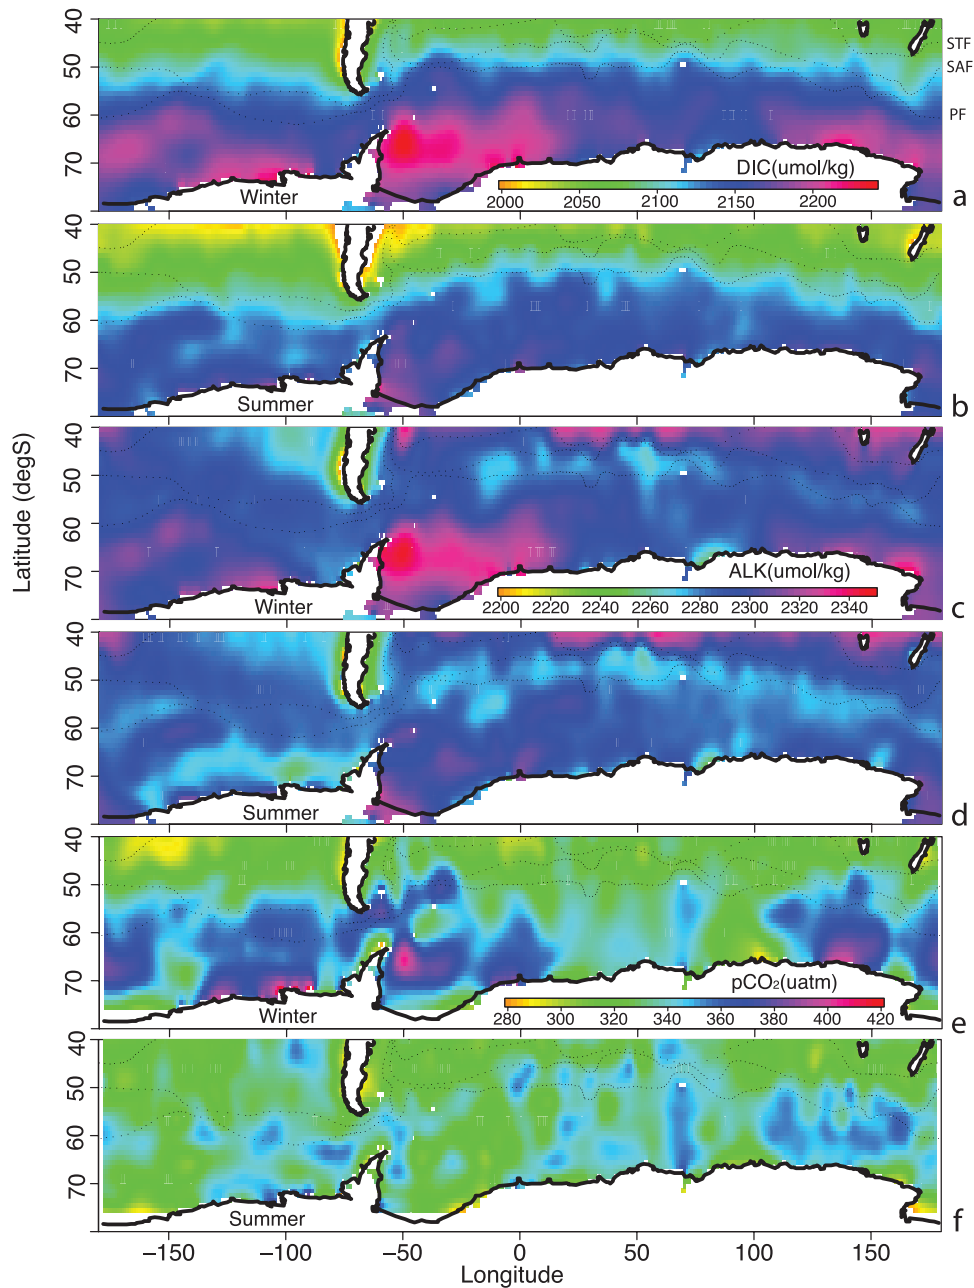 40
50
60
70
STF
SAF
PF
DIC(umol/kg)
2000 2050 2100 2150 2200
Winter
a
40
50
60
70
Summer
b
Latitude (degS)
40
50
60
70
ALK(umol/kg)
2200 2220 2240 2260 2280 2300 2320 2340
Winter
c
40
50
60
70
Summer
d
40
50
60
70
pCO₂(uatm)
280 300 320 340 360 380 400 420
Winter
e
40
50
60
70
Summer
f
−150 −100 −50 0 50 100 150
Longitude